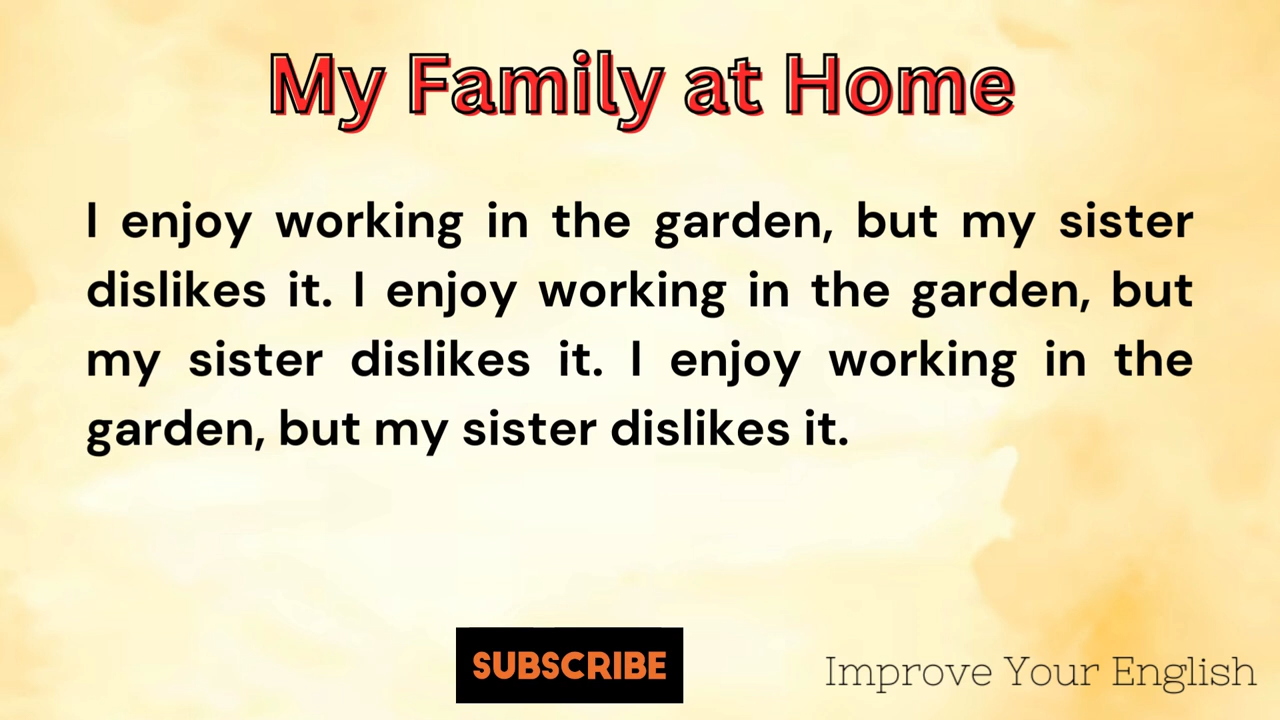 My Family at Home
I enjoy working in the garden, but my sister
dislikes it. I enjoy working in the garden, but
my sister dislikes it. I enjoy working in the
garden, but my sister dislikes it.
SUBSCRIBE
Improve Your English